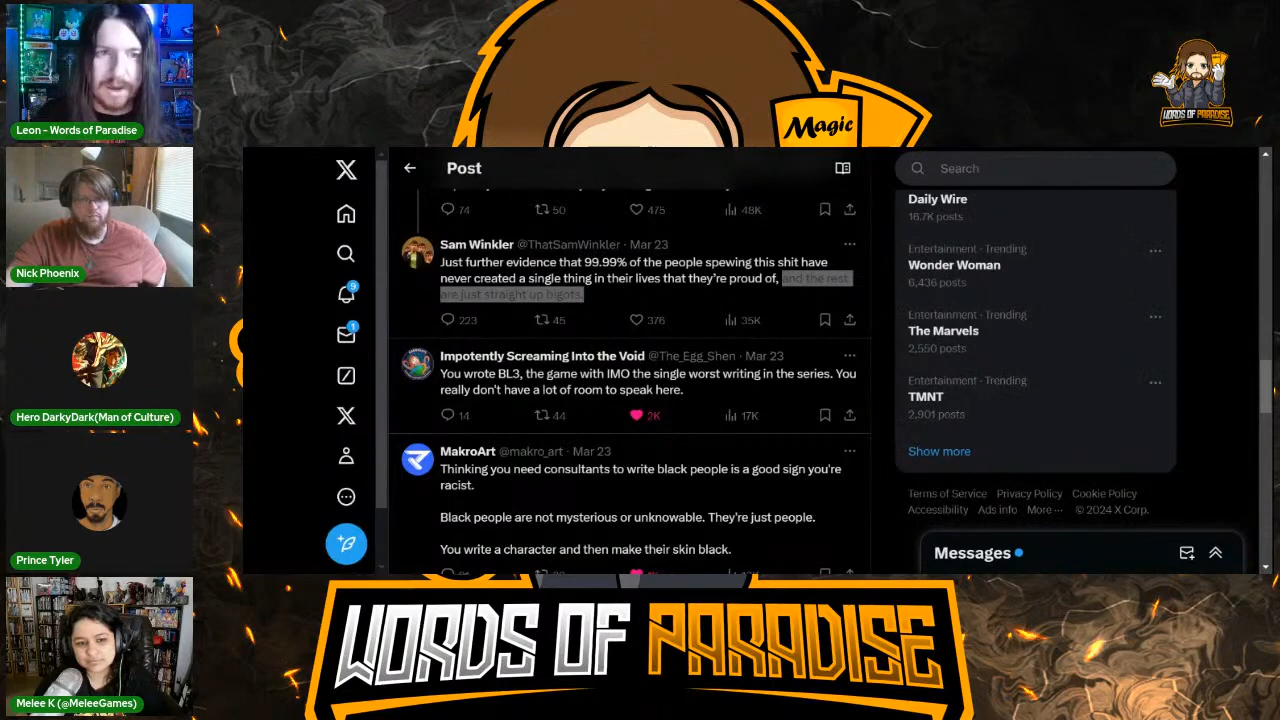 Leon - Words of Paradise
Nick Phoenix
Hero DarkyDark(Man of Culture)
Prince Tyler
Melee K (@MeleeGames)
Magic
WORDS OF PARADISE
Post
74
50
475
48K
Sam Winkler @ThatSamWinkler · Mar 23
Just further evidence that 99.99% of the people spewing this shit have
never created a single thing in their lives that they're proud of, and the rest
are just straight up bigots.
223
45
376
35K
Impotently Screaming Into the Void @The_Egg_Shen · Mar 23
You wrote BL3, the game with IMO the single worst writing in the series. You
really don't have a lot of room to speak here.
14
44
2K
17K
MakroArt @makro_art · Mar 23
Thinking you need consultants to write black people is a good sign you're
racist.
Black people are not mysterious or unknowable. They're just people.
You write a character and then make their skin black.
9
1
Search
Daily Wire
16.7K posts
Entertainment · Trending
Wonder Woman
6,436 posts
Entertainment · Trending
The Marvels
2,550 posts
Entertainment · Trending
TMNT
2,901 posts
Show more
Terms of Service Privacy Policy Cookie Policy
Accessibility Ads info More ··· © 2024 X Corp.
Messages
WORDS OF PARADISE